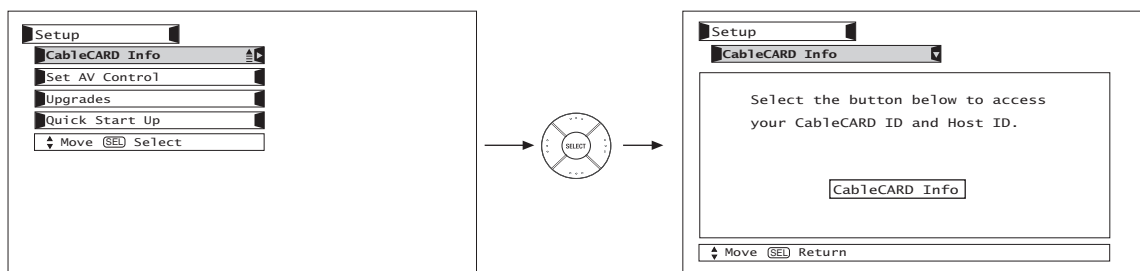 Setup
CableCARD Info
Set AV Control
Upgrades
Quick Start Up
Move SEL Select
SELECT
Setup
CableCARD Info
Select the button below to access
your CableCARD ID and Host ID.
CableCARD Info
Move SEL Return